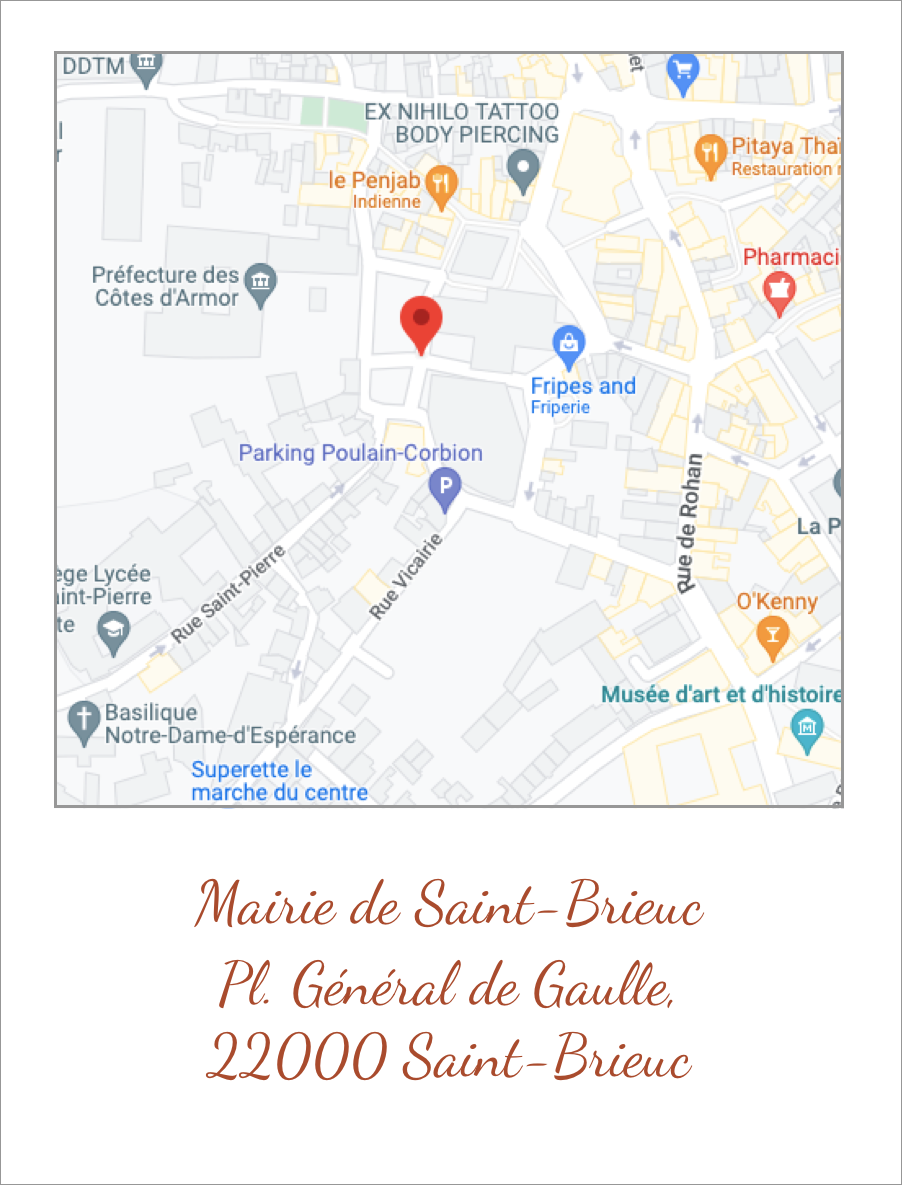 DDTM
EX NIHILO TATTOO
BODY PIERCING
Pitaya Thaï
Restauration
le Penjab
Indienne
Pharmaci
Préfecture des
Côtes d'Armor
Fripes and
Friperie
Parking Poulain-Corbion
P
Rue de Rohan
La P
Rue Vicairie
Rue Saint-Pierre
ège Lycée
aint-Pierre
te
O'Kenny
Musée d'art et d'histoire
M
Basilique
Notre-Dame-d'Espérance
Superette le
marche du centre
Mairie de Saint-Brieuc
Pl. Général de Gaulle,
22000 Saint-Brieuc